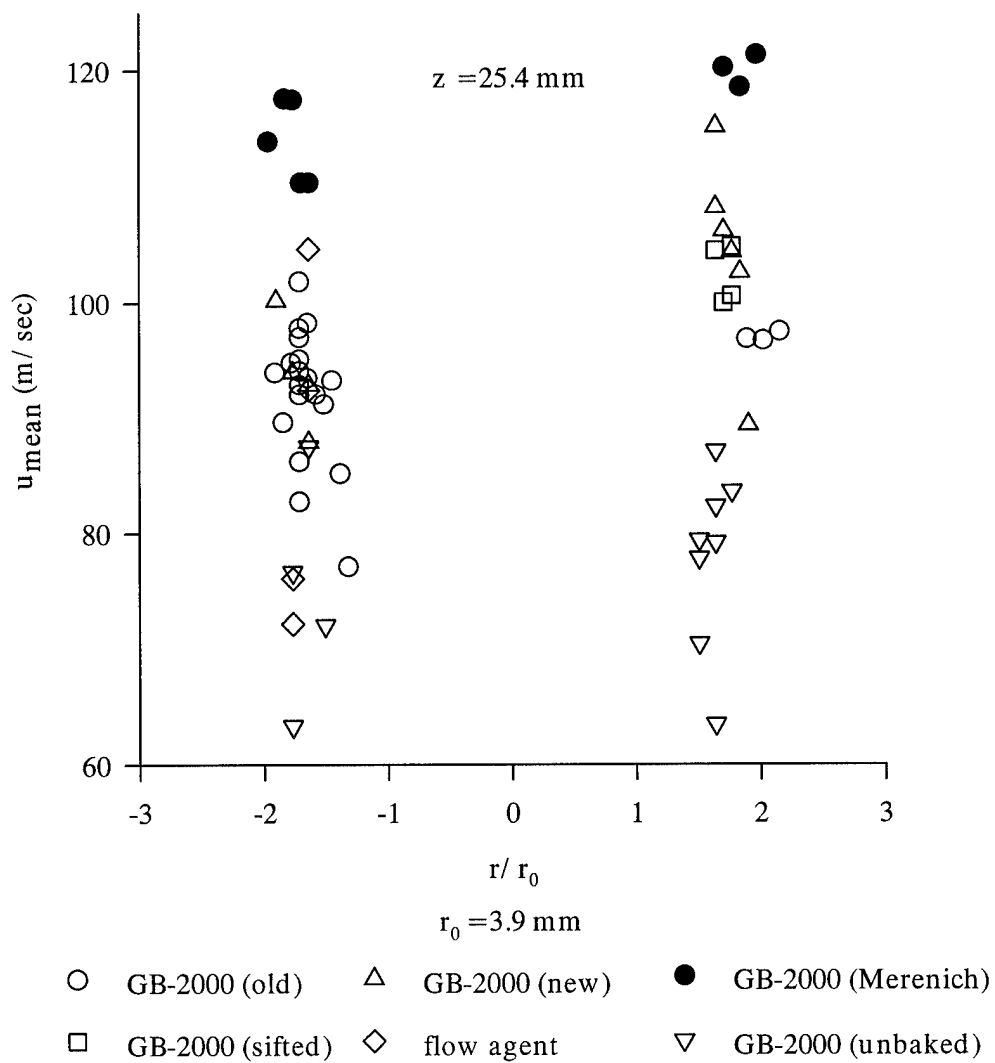 120
100
80
60
u_mean (m/ sec)
z =25.4 mm
-3 -2 -1 0 1 2 3
r/ r_0
r_0 =3.9 mm
GB-2000 (old) GB-2000 (new) GB-2000 (Merenich)
GB-2000 (sifted) flow agent GB-2000 (unbaked)